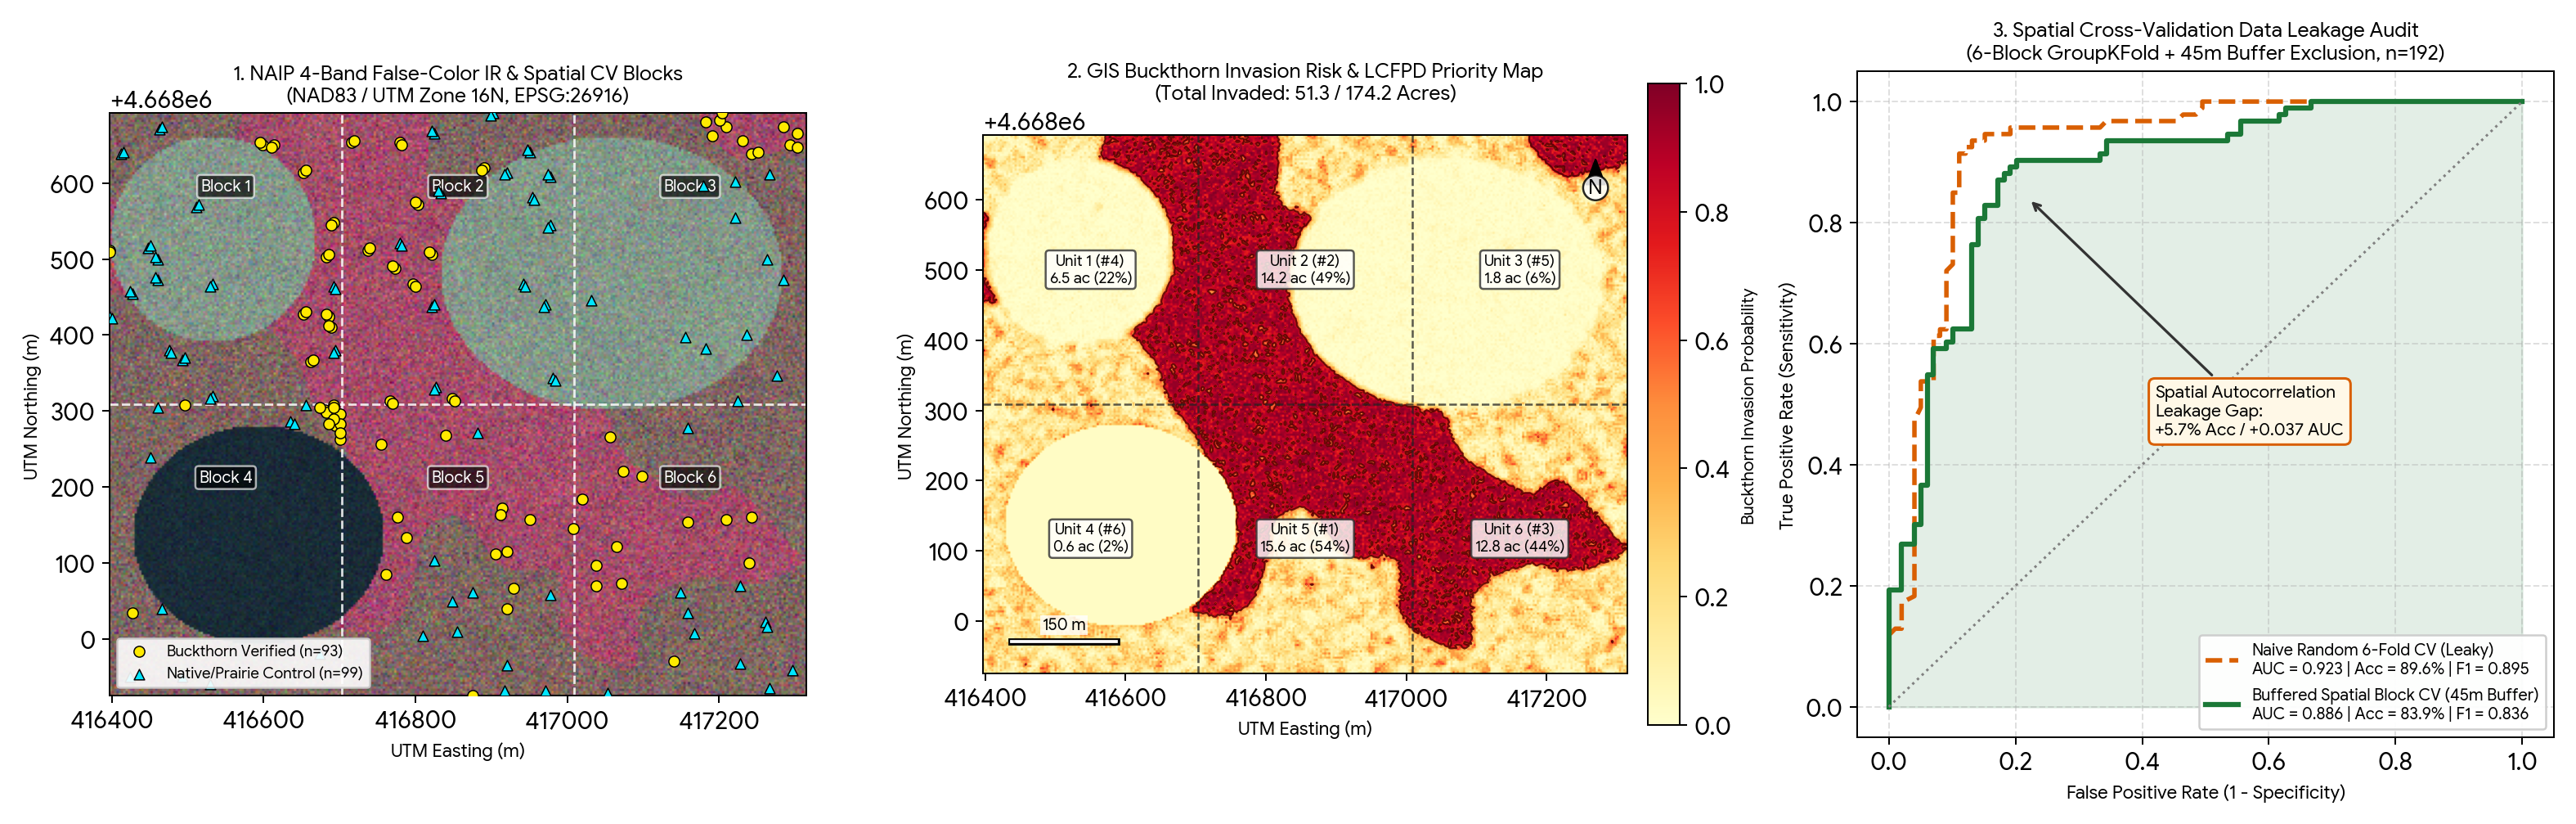 1. NAIP 4-Band False-Color IR & Spatial CV Blocks
(NAD83 / UTM Zone 16N, EPSG:26916)
+4.668e6
600
500
400
300
200
100
0
UTM Northing (m)
Block 1
Block 2
Block 3
Block 4
Block 5
Block 6
Buckthorn Verified (n=93)
Native/Prairie Control (n=99)
416400
416600
416800
417000
417200
UTM Easting (m)
2. GIS Buckthorn Invasion Risk & LCFPD Priority Map
(Total Invaded: 51.3 / 174.2 Acres)
+4.668e6
600
500
400
300
200
100
0
UTM Northing (m)
N
Unit 1 (#4)
6.5 ac (22%)
Unit 2 (#2)
14.2 ac (49%)
Unit 3 (#5)
1.8 ac (6%)
Unit 4 (#6)
0.6 ac (2%)
Unit 5 (#1)
15.6 ac (54%)
Unit 6 (#3)
12.8 ac (44%)
150 m
416400
416600
416800
417000
417200
UTM Easting (m)
1.0
0.8
0.6
0.4
0.2
0.0
Buckthorn Invasion Probability
3. Spatial Cross-Validation Data Leakage Audit
(6-Block GroupKFold + 45m Buffer Exclusion, n=192)
1.0
0.8
0.6
0.4
0.2
0.0
True Positive Rate (Sensitivity)
Spatial Autocorrelation
Leakage Gap:
+5.7% Acc / +0.037 AUC
Naive Random 6-Fold CV (Leaky)
AUC = 0.923 | Acc = 89.6% | F1 = 0.895
Buffered Spatial Block CV (45m Buffer)
AUC = 0.886 | Acc = 83.9% | F1 = 0.836
0.0
0.2
0.4
0.6
0.8
1.0
False Positive Rate (1 - Specificity)